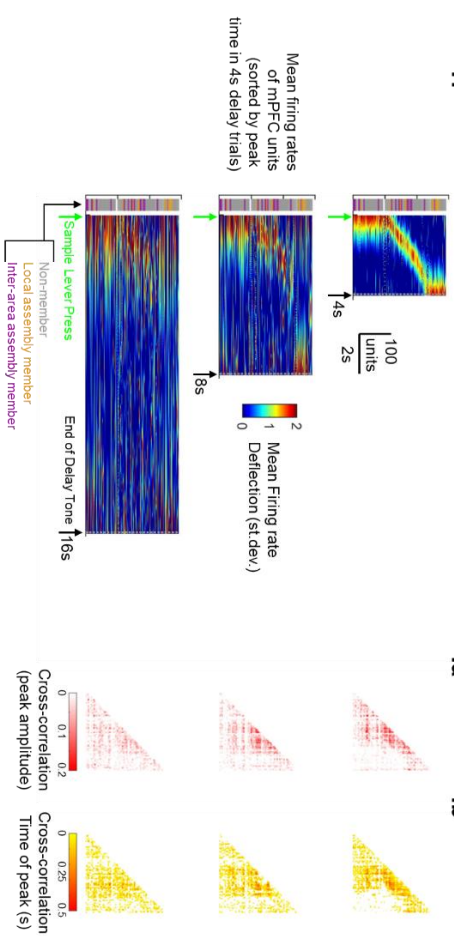 Mean firing rates
of mPFC units
(sorted by peak
time in 4s delay trials)
4s
100
units
2s
8s
0
1
2
Mean Firing rate
Deflection (st.dev.)
Sample Lever Press
End of Delay Tone
16s
Non-member
Local assembly member
Inter-area assembly member
0
0.1
0.2
Cross-correlation
(peak amplitude)
0
0.25
0.5
Cross-correlation
Time of peak (s)